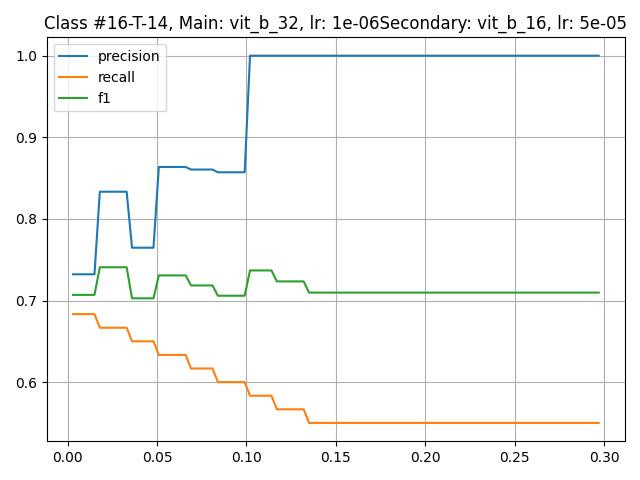 Class #16-T-14, Main: vit_b_32, lr: 1e-06Secondary: vit_b_16, lr: 5e-05
precision
recall
f1
1.0
0.9
0.8
0.7
0.6
0.00 0.05 0.10 0.15 0.20 0.25 0.30